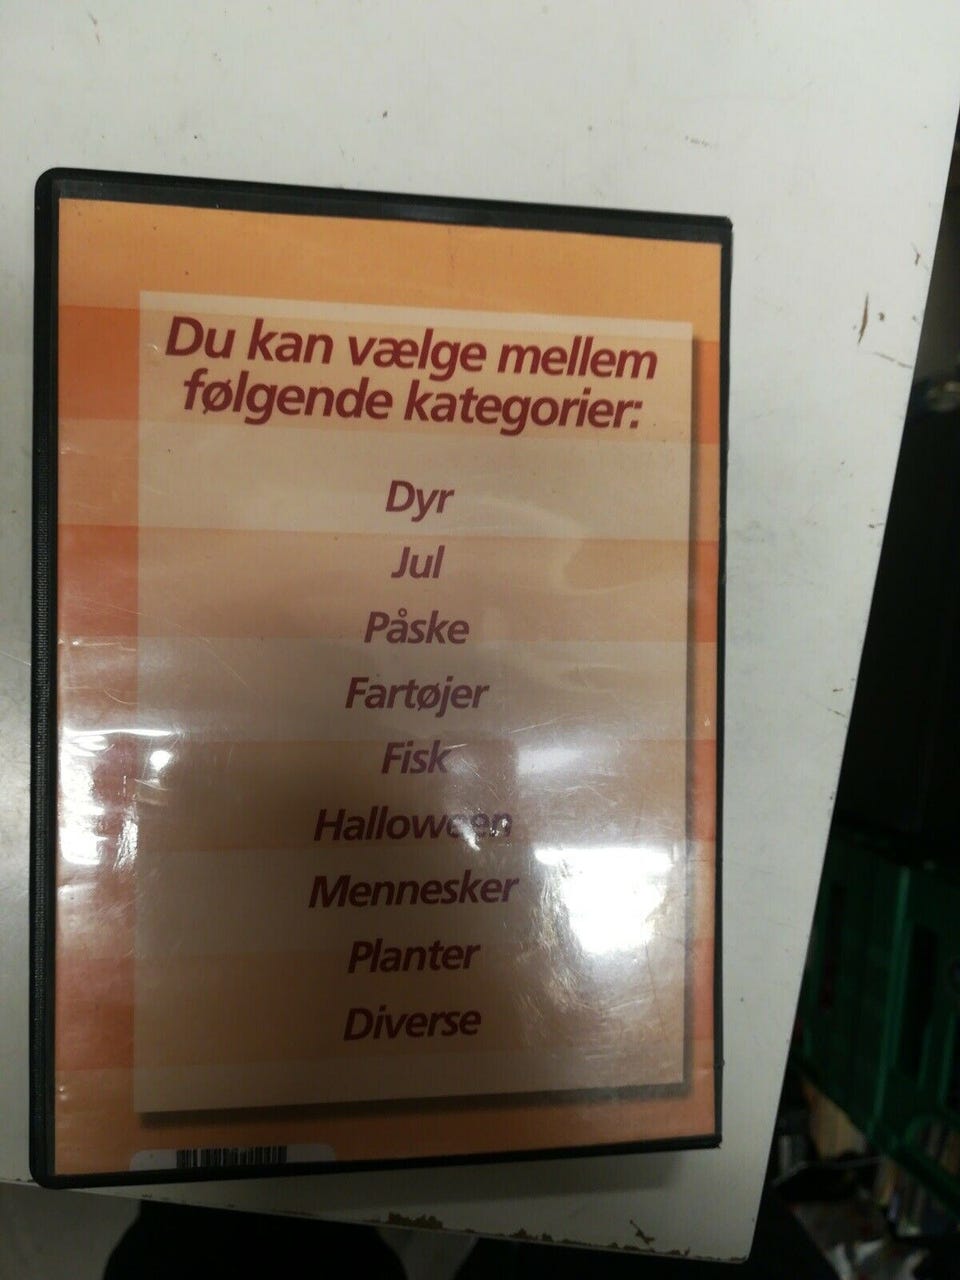 Du kan vælge mellem
følgende kategorier:
Dyr
Jul
Påske
Fartøjer
Fisk
Halloween
Mennesker
Planter
Diverse